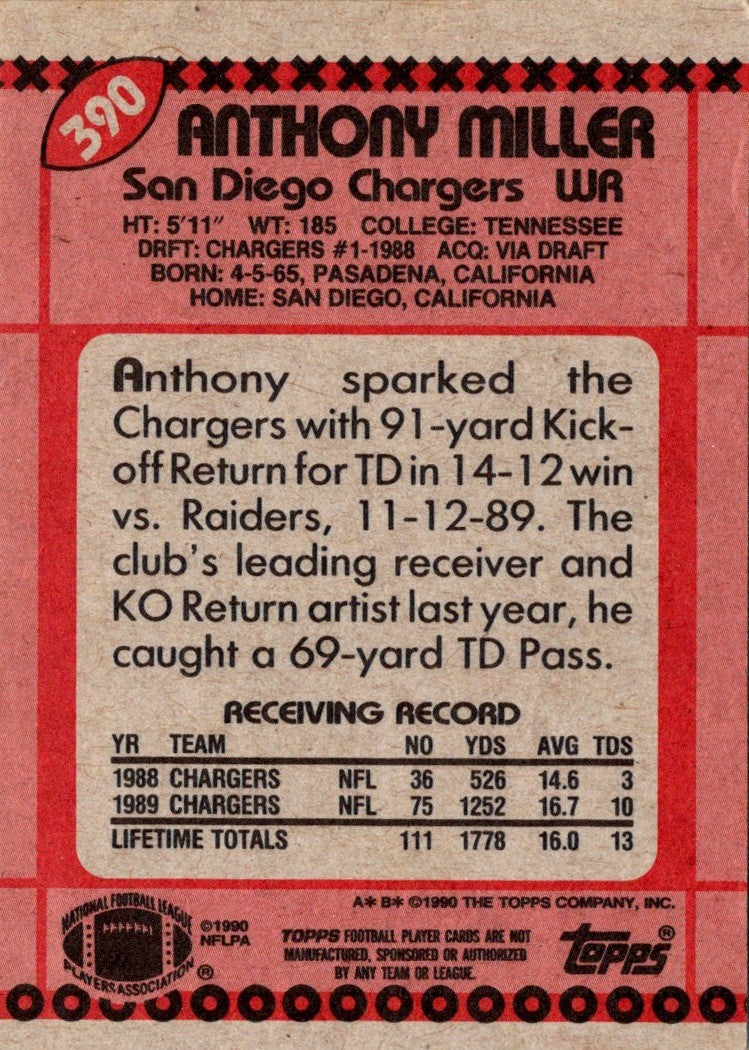 390
ANTHONY MILLER
San Diego Chargers WR
HT: 5'11" WT: 185 COLLEGE: TENNESSEE
DRFT: CHARGERS #1-1988 ACQ: VIA DRAFT
BORN: 4-5-65, PASADENA, CALIFORNIA
HOME: SAN DIEGO, CALIFORNIA
Anthony sparked the
Chargers with 91-yard Kick-
off Return for TD in 14-12 win
vs. Raiders, 11-12-89. The
club's leading receiver and
KO Return artist last year, he
caught a 69-yard TD Pass.
RECEIVING RECORD
YR TEAM NO YDS AVG TDS
1988 CHARGERS NFL 36 526 14.6 3
1989 CHARGERS NFL 75 1252 16.7 10
LIFETIME TOTALS 111 1778 16.0 13
A* B* ©1990 THE TOPPS COMPANY, INC.
NATIONAL FOOTBALL LEAGUE
PLAYERS ASSOCIATION ®
©1990
NFLPA
TOPPS FOOTBALL PLAYER CARDS ARE NOT
MANUFACTURED, SPONSORED OR AUTHORIZED
BY ANY TEAM OR LEAGUE.
topps®